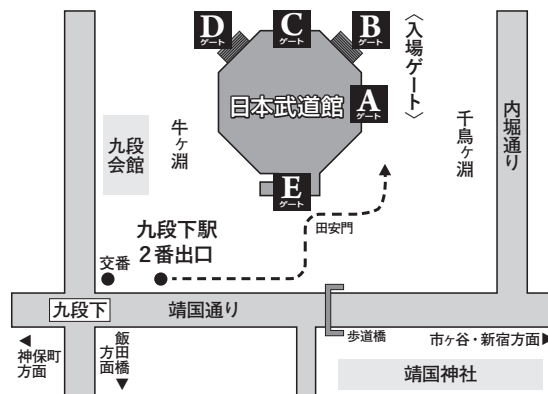 D
ゲート
C
ゲート
B
ゲート
〈入場ゲート〉
日本武道館
A
ゲート
内堀通り
千鳥ヶ淵
牛ヶ淵
九段
会館
E
ゲート
田安門
九段下駅
2番出口
交番
九段下
靖国通り
歩道橋
神保町
方面
飯田橋
方面
市ヶ谷・新宿方面
靖国神社